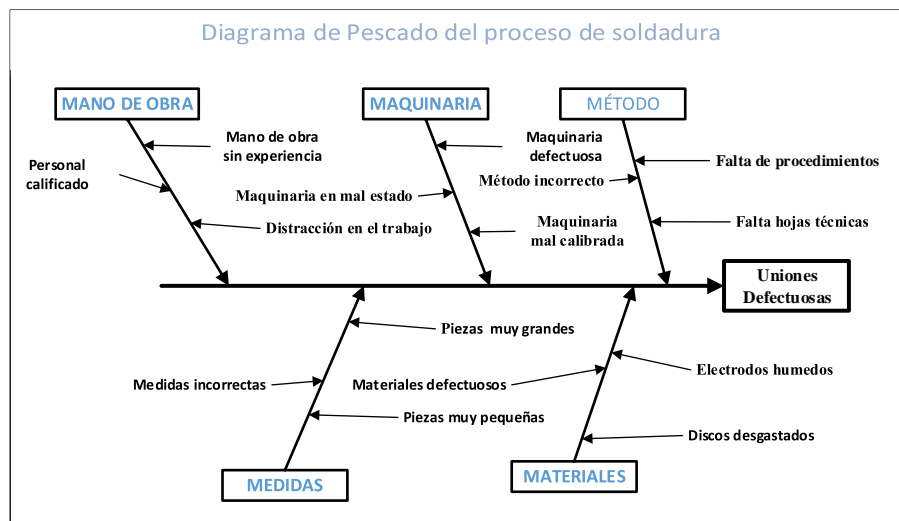 Diagrama de Pescado del proceso de soldadura
MANO DE OBRA
MAQUINARIA
MÉTODO
Mano de obra
sin experiencia
Personal
calificado
Distracción en el trabajo
Maquinaria
defectuosa
Maquinaria en mal estado
Maquinaria
mal calibrada
Falta de procedimientos
Método incorrecto
Falta hojas técnicas
Uniones
Defectuosas
Piezas muy grandes
Medidas incorrectas
Piezas muy pequeñas
Electrodos humedos
Materiales defectuosos
Discos desgastados
MEDIDAS
MATERIALES